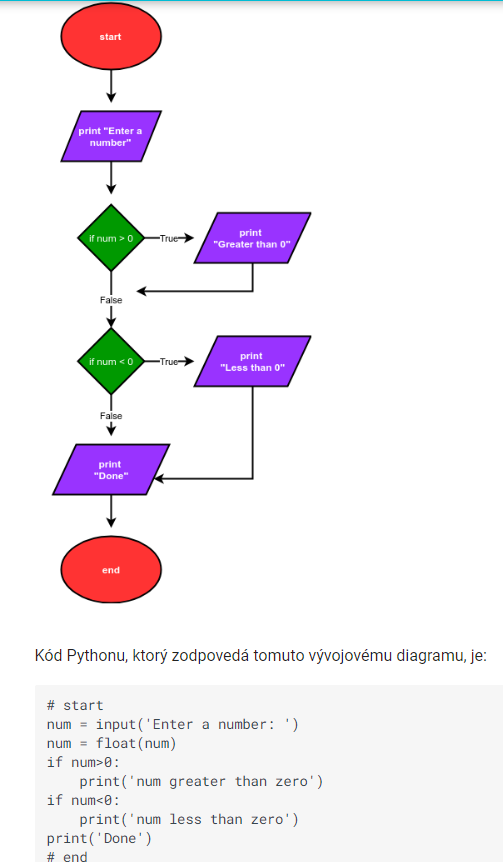 start
print "Enter a
number"
if num > 0
True
print
"Greater than 0"
False
if num < 0
True
print
"Less than 0"
False
print
"Done"
end
Kód Pythonu, ktorý zodpovedá tomuto vývojovému diagramu, je:
# start
num = input('Enter a number: ')
num = float(num)
if num>0:
    print('num greater than zero')
if num<0:
    print('num less than zero')
print('Done')
# end